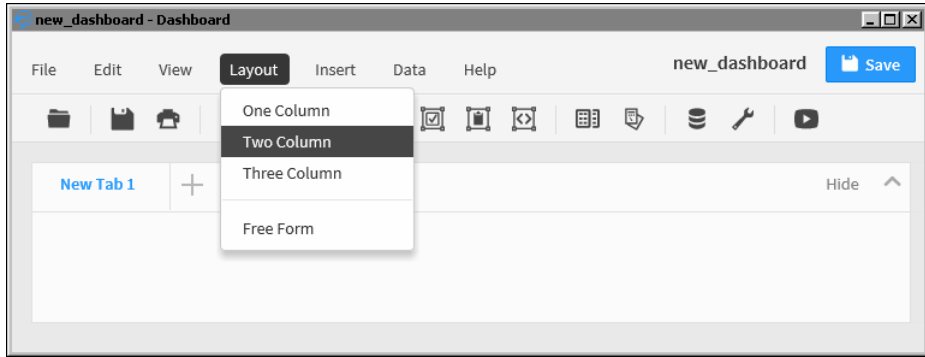 new_dashboard - Dashboard
File Edit View Layout Insert Data Help new_dashboard Save
One Column
Two Column
Three Column
Free Form
New Tab 1 Hide